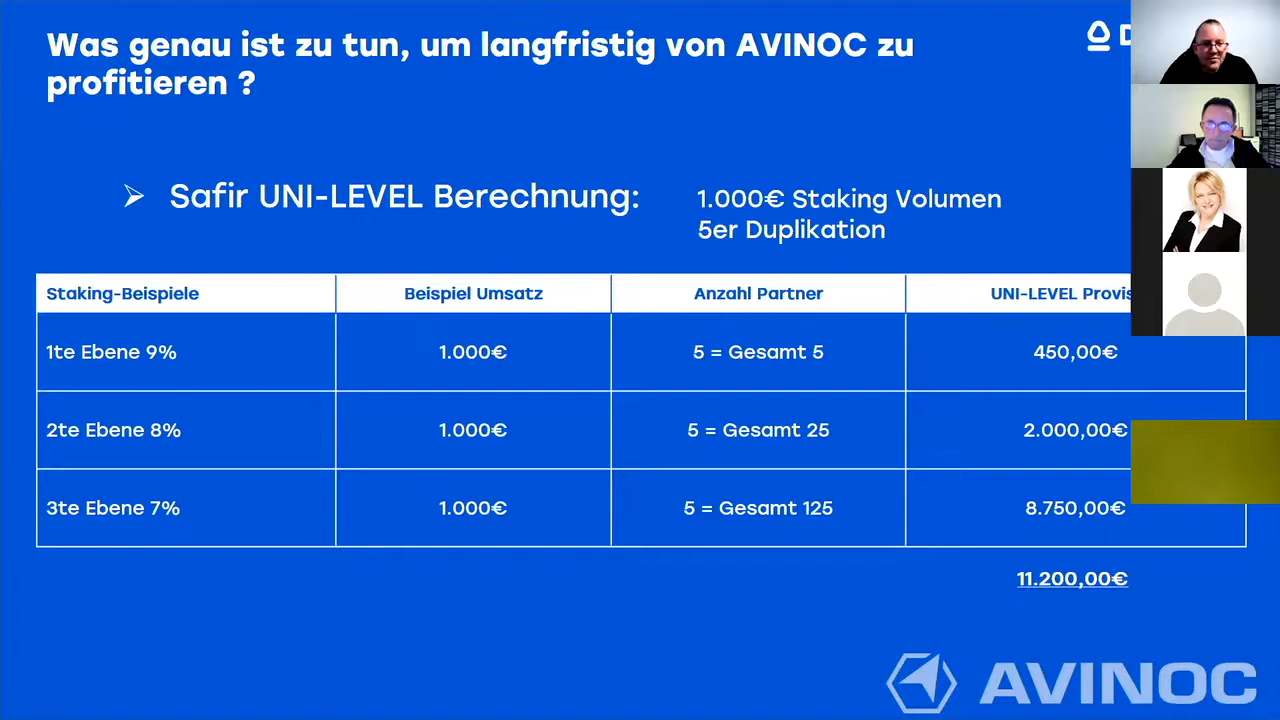 Was genau ist zu tun, um langfristig von AVINOC zu
profitieren ?
➢ Safir UNI-LEVEL Berechnung:
1.000€ Staking Volumen
5er Duplikation
Staking-Beispiele Beispiel Umsatz Anzahl Partner UNI-LEVEL
1te Ebene 9% 1.000€ 5 = Gesamt 5 450,00€
2te Ebene 8% 1.000€ 5 = Gesamt 25 2.000,00€
3te Ebene 7% 1.000€ 5 = Gesamt 125 8.750,00€
11.200,00€
AVINOC